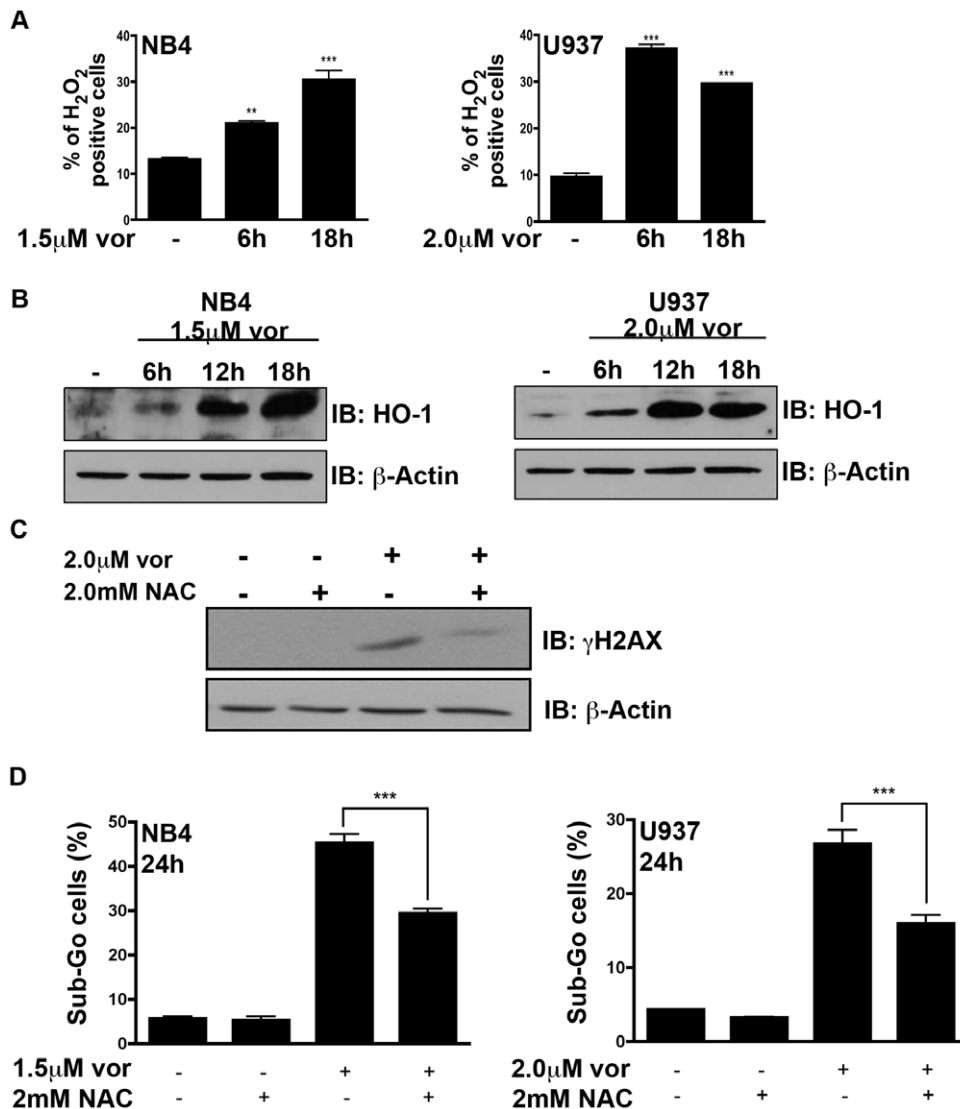 A
NB4
% of H2O2
positive cells
40
30
20
10
0
** ***
1.5μM vor - 6h 18h
U937
% of H2O2
positive cells
40
30
20
10
0
*** ***
2.0μM vor - 6h 18h
B
NB4
1.5μM vor
- 6h 12h 18h
IB: HO-1
IB: β-Actin
U937
2.0μM vor
- 6h 12h 18h
IB: HO-1
IB: β-Actin
C
2.0μM vor - - + +
2.0mM NAC - + - +
IB: γH2AX
IB: β-Actin
D
NB4
24h
Sub-Go cells (%)
50
40
30
20
10
0
***
1.5μM vor - - + +
2mM NAC - + - +
U937
24h
Sub-Go cells (%)
30
20
10
0
***
2.0μM vor - - + +
2mM NAC - + - +